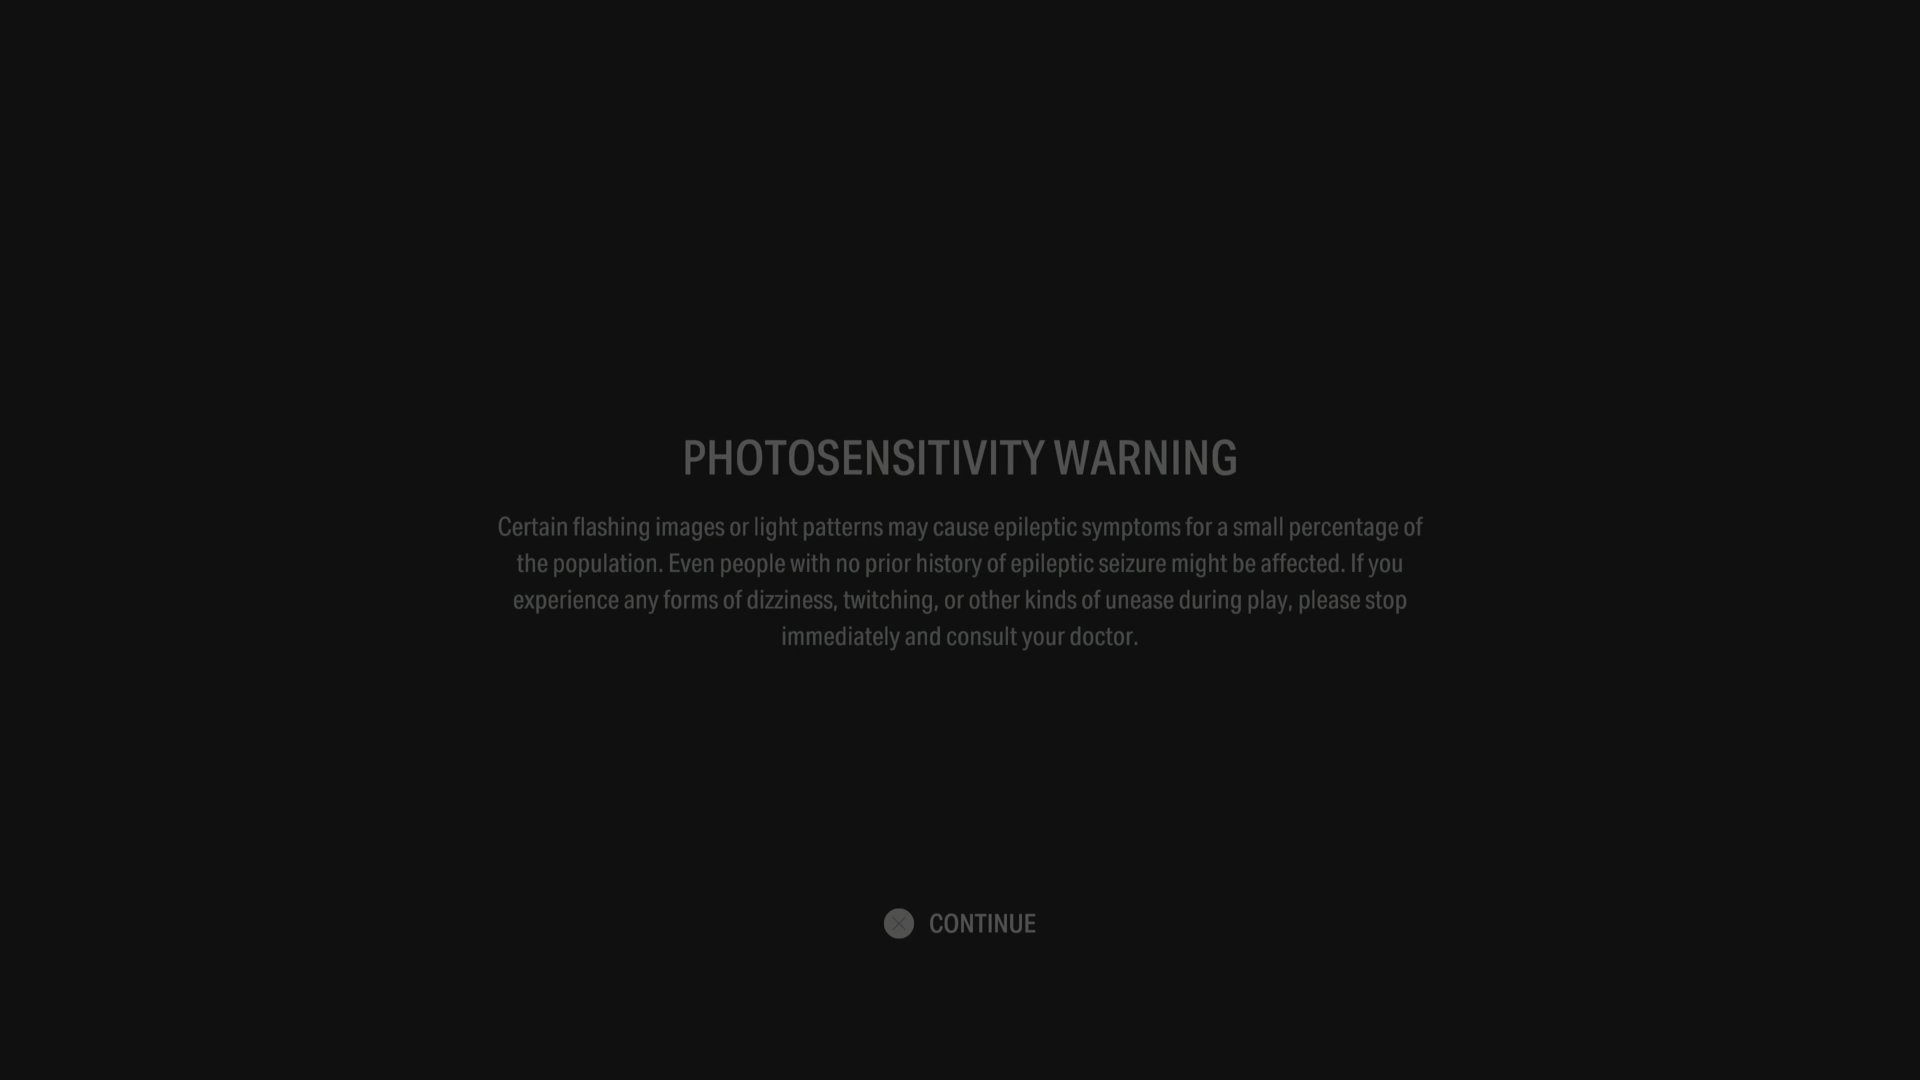 PHOTOSENSITIVITY WARNING
Certain flashing images or light patterns may cause epileptic symptoms for a small percentage of
the population. Even people with no prior history of epileptic seizure might be affected. If you
experience any forms of dizziness, twitching, or other kinds of unease during play, please stop
immediately and consult your doctor.
CONTINUE